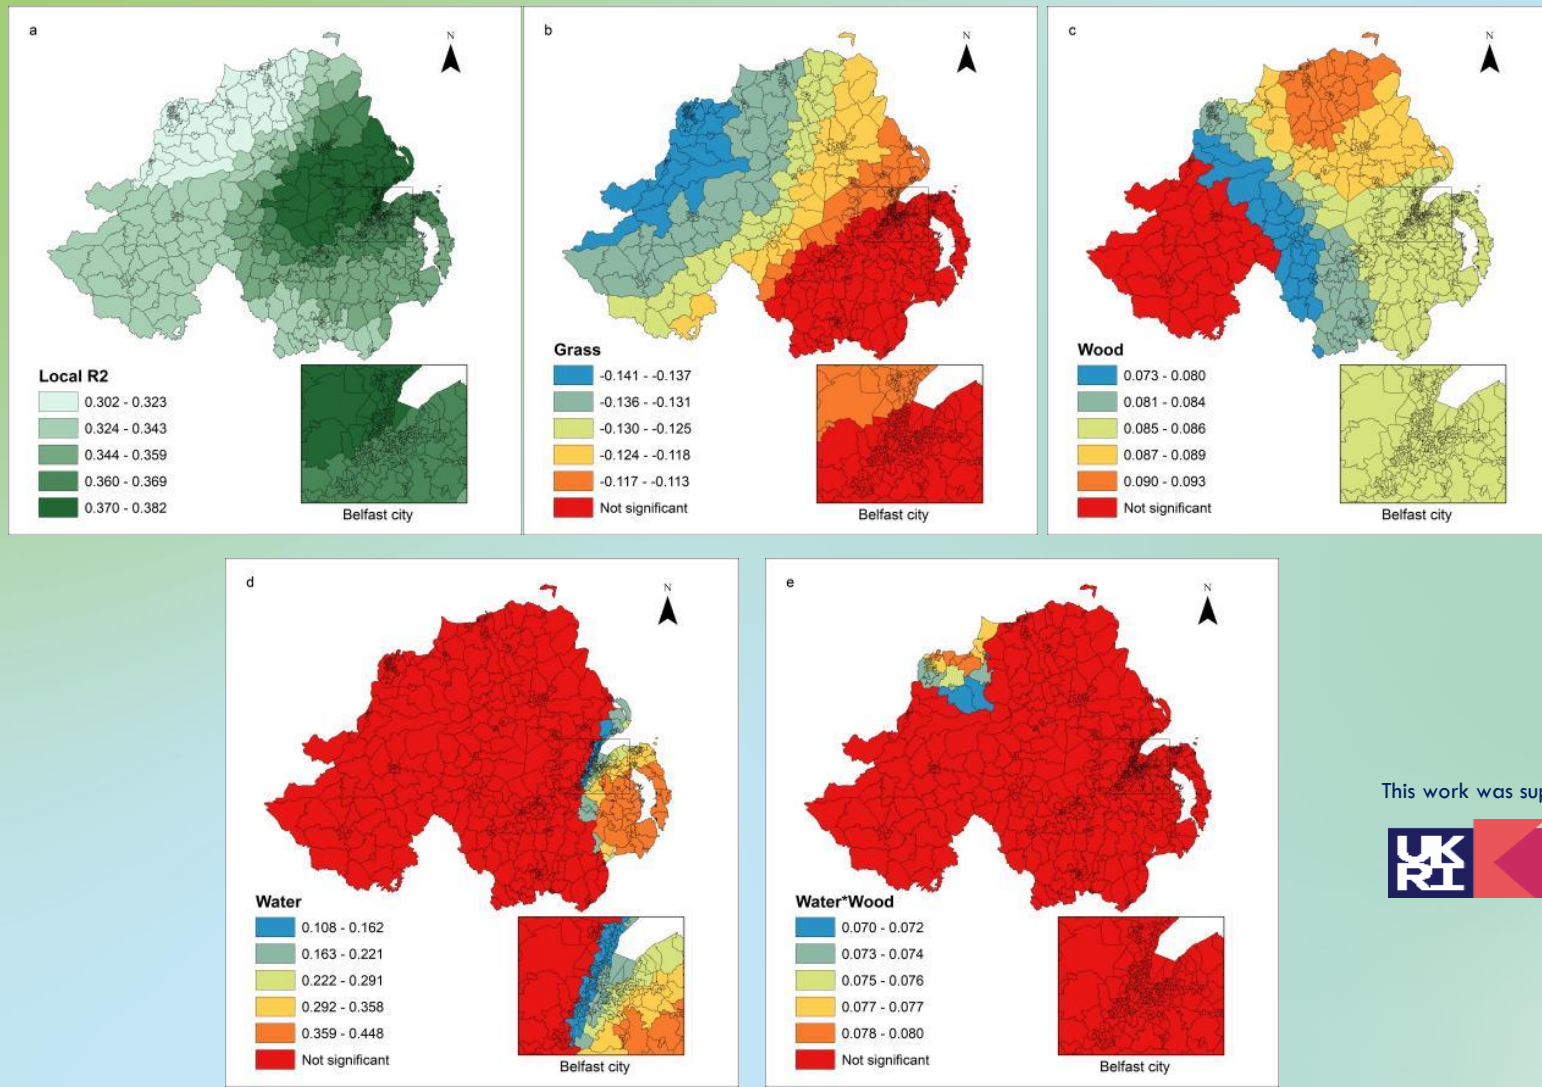 a
N
Local R2
0.302 - 0.323
0.324 - 0.343
0.344 - 0.359
0.360 - 0.369
0.370 - 0.382
Belfast city
b
N
Grass
-0.141 - -0.137
-0.136 - -0.131
-0.130 - -0.125
-0.124 - -0.118
-0.117 - -0.113
Not significant
Belfast city
c
N
Wood
0.073 - 0.080
0.081 - 0.084
0.085 - 0.086
0.087 - 0.089
0.090 - 0.093
Not significant
Belfast city
d
N
Water
0.108 - 0.162
0.163 - 0.221
0.222 - 0.291
0.292 - 0.358
0.359 - 0.448
Not significant
Belfast city
e
N
Water*Wood
0.070 - 0.072
0.073 - 0.074
0.075 - 0.076
0.077 - 0.077
0.078 - 0.080
Not significant
Belfast city
This work was sup
UK
RI